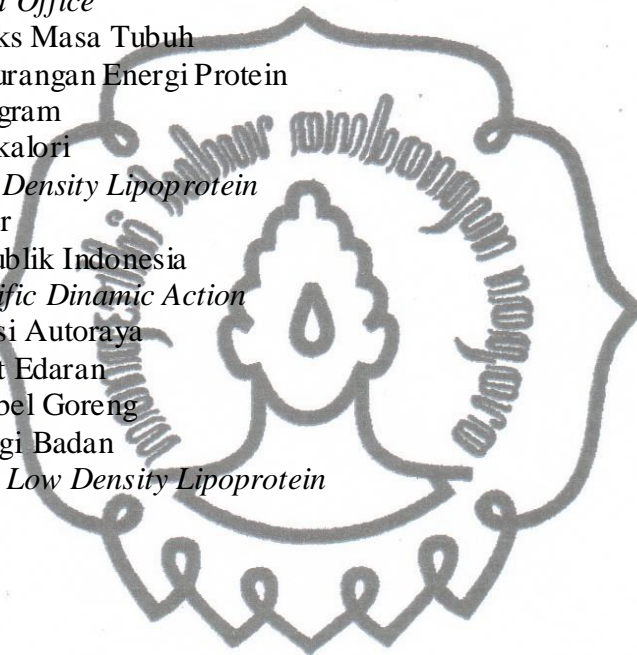 Office
ks Masa Tubuh
urangan Energi Protein
gram
kalori
Density Lipoprotein
r
ublik Indonesia
ific Dinamic Action
si Autoraya
t Edaran
bel Goreng
gi Badan
Low Density Lipoprotein